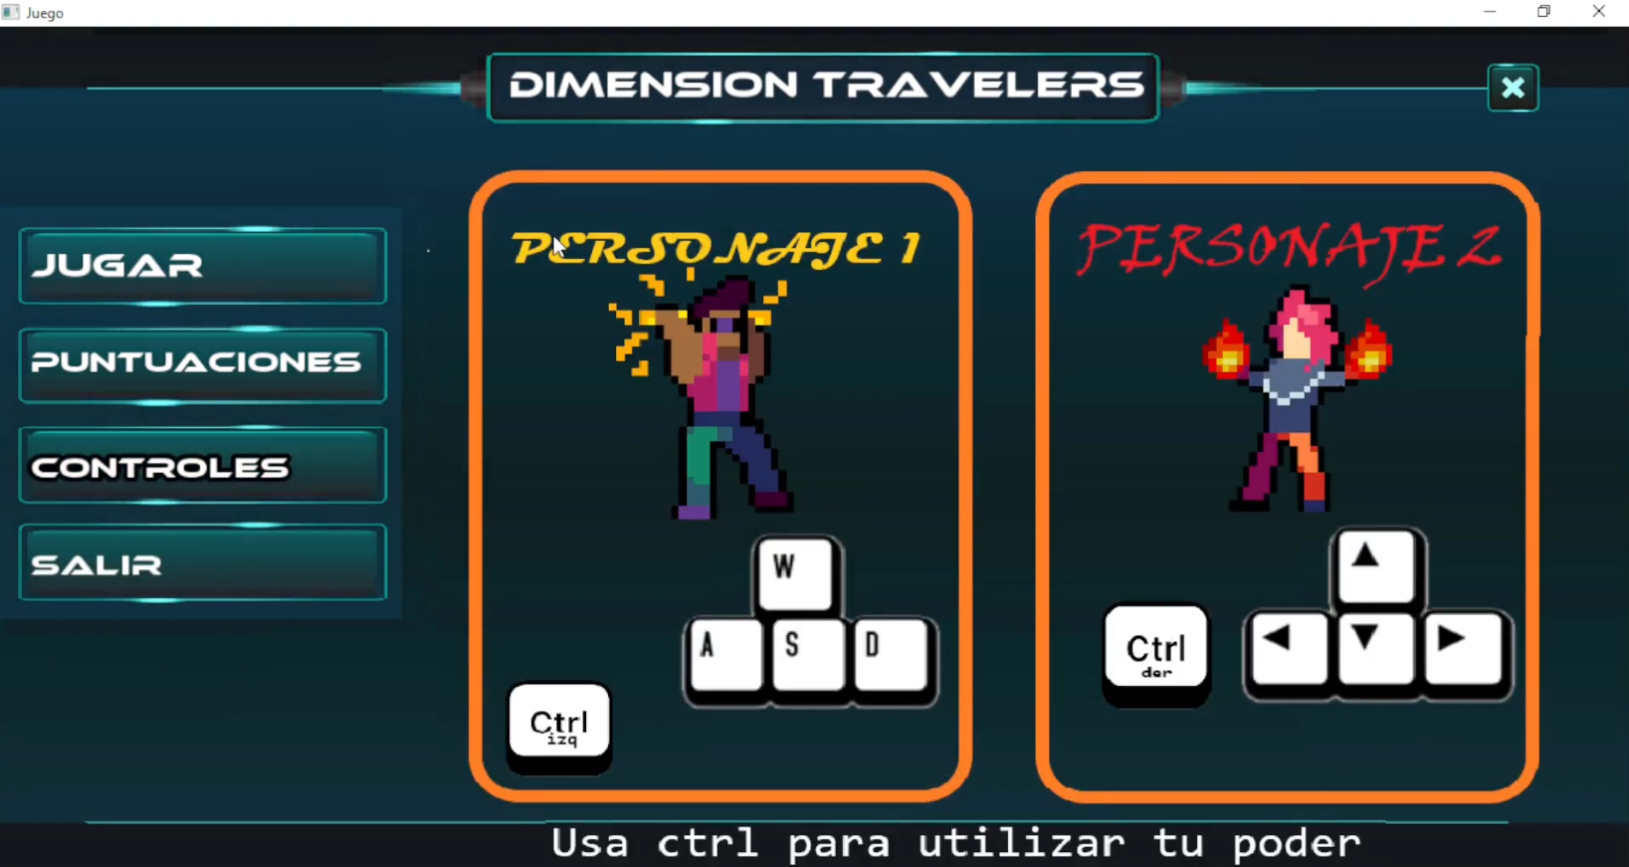 Juego
DIMENSION TRAVELERS
JUGAR
PUNTUACIONES
CONTROLES
SALIR
PERSONAJE 1
W
A S D
Ctrl
izq
PERSONAJE 2
Ctrl
der
Usa ctrl para utilizar tu poder